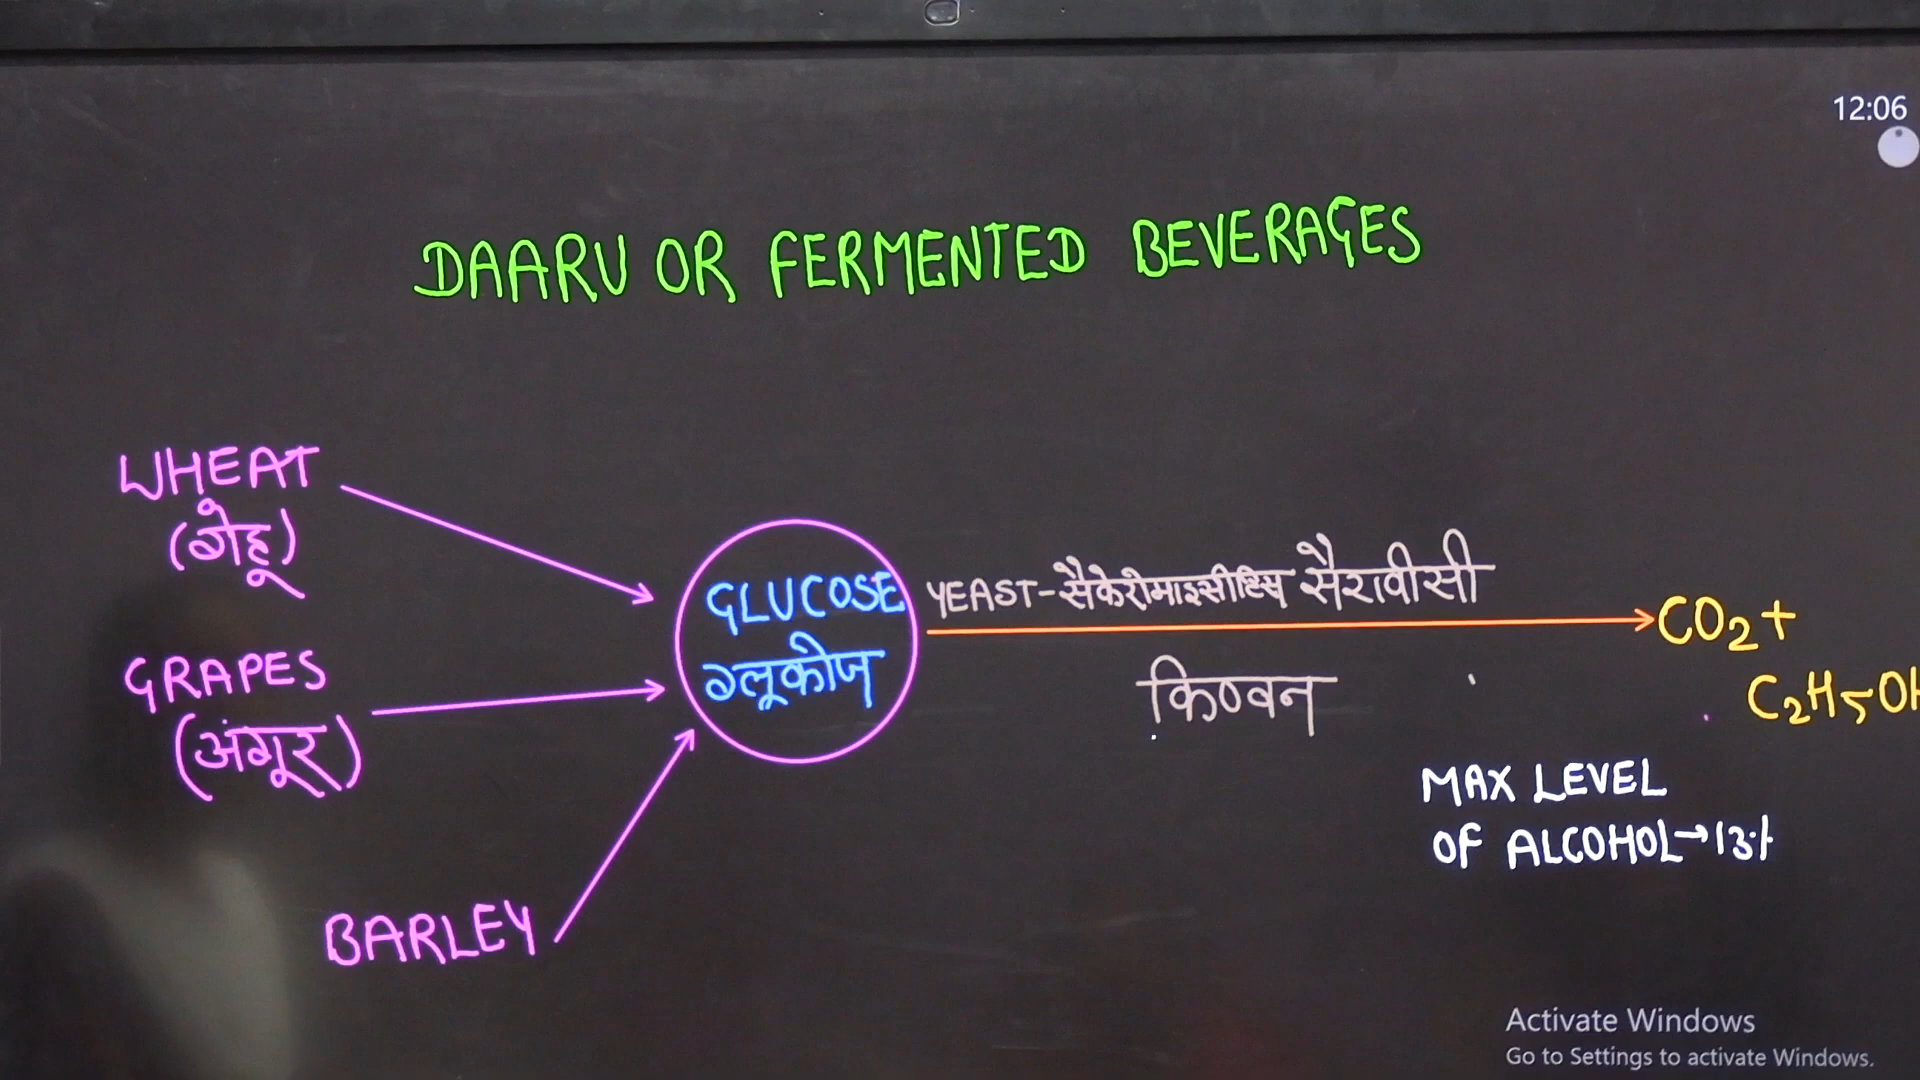 12:06
DAARU OR FERMENTED BEVERAGES
WHEAT
(गेहूं)
GRAPES
(अंगूर)
BARLEY
GLUCOSE
ग्लूकोज
YEAST-सैकेरोमाइसीटिस सैरावीसी
किण्वन
CO2+
C2H5OH
MAX LEVEL
OF ALCOHOL→13%
Activate Windows
Go to Settings to activate Windows.